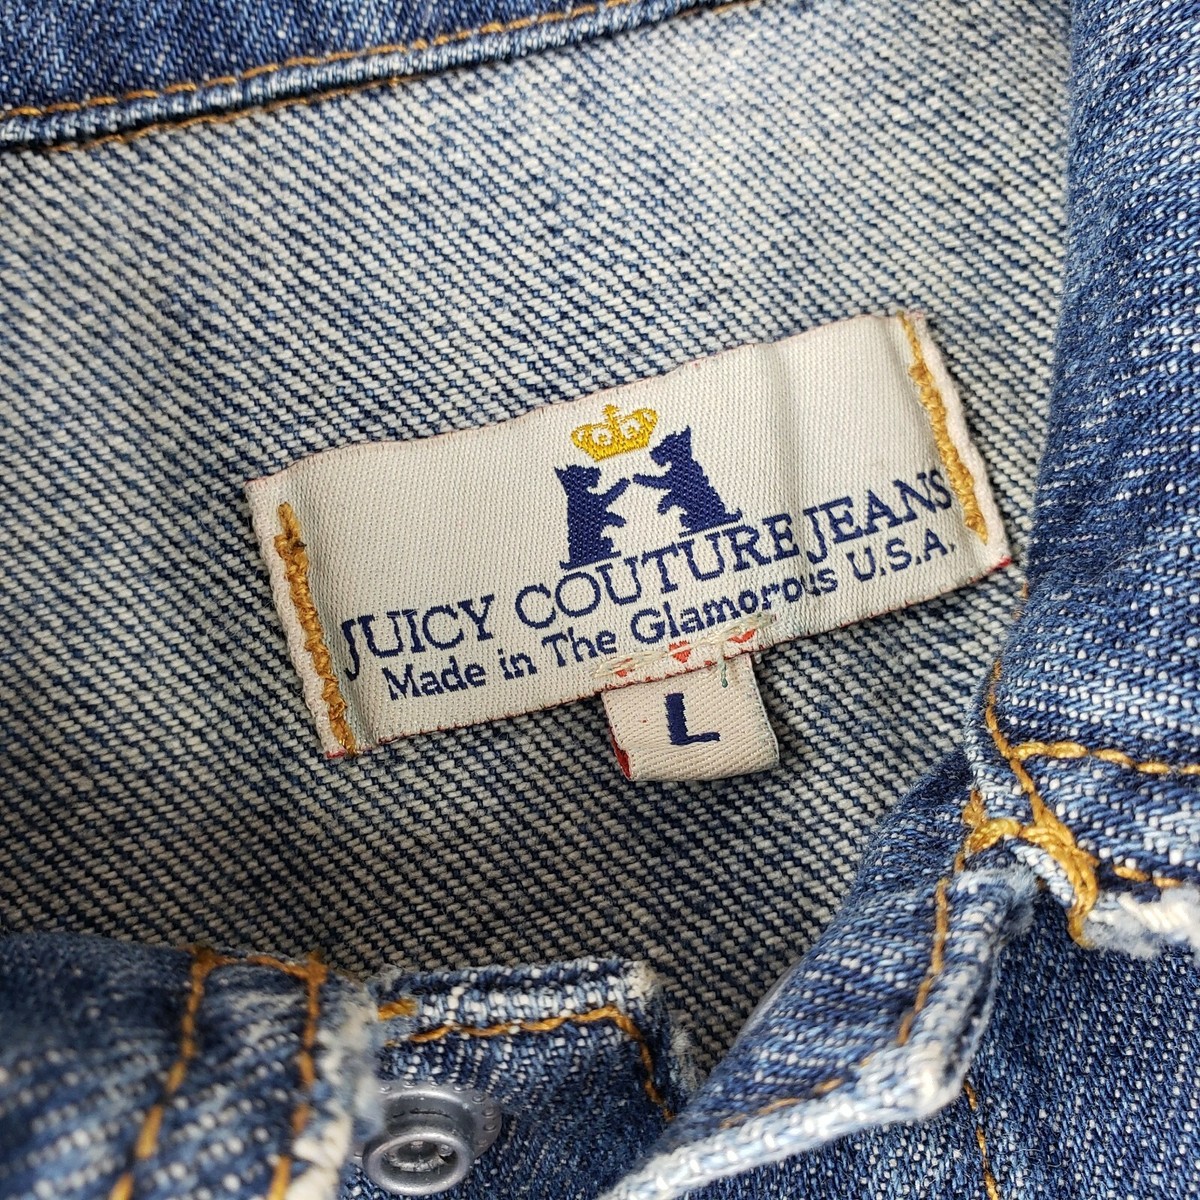 JUICY COUTURE JEANS
Made in The Glamorous U.S.A.
L